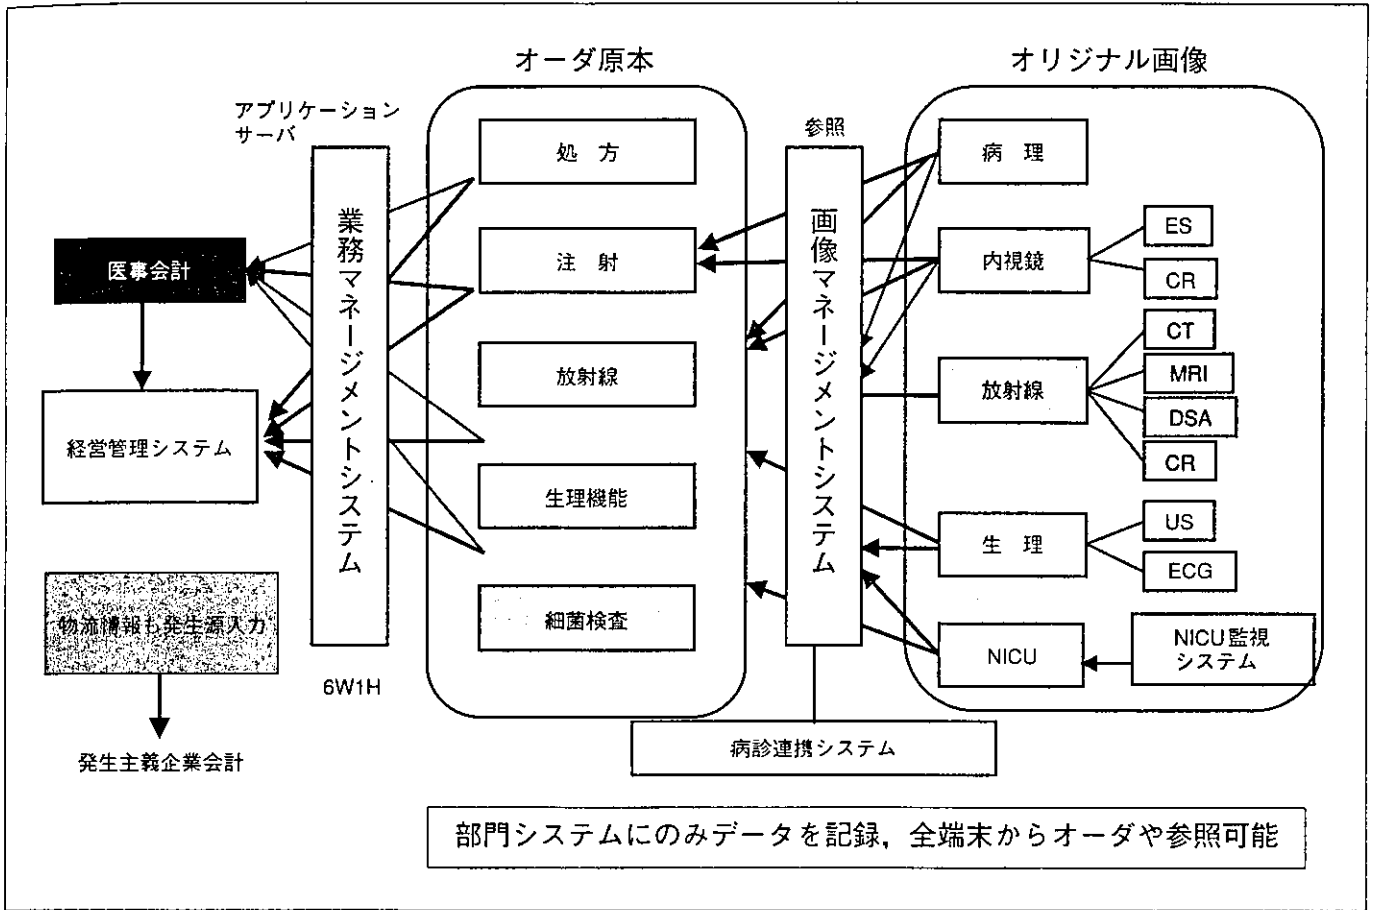 オーダ原本
オリジナル画像
アプリケーション
サーバ
参照
処 方
病 理
業務マネージメントシステム
画像マネージメントシステム
ES
医事会計
注 射
内視鏡
CR
CT
放射線
放射線
MRI
DSA
経営管理システム
CR
生理機能
US
生 理
ECG
物流情報も発生源入力
細菌検査
NICU
NICU監視
システム
6W1H
発生主義企業会計
病診連携システム
部門システムにのみデータを記録，全端末からオーダや参照可能